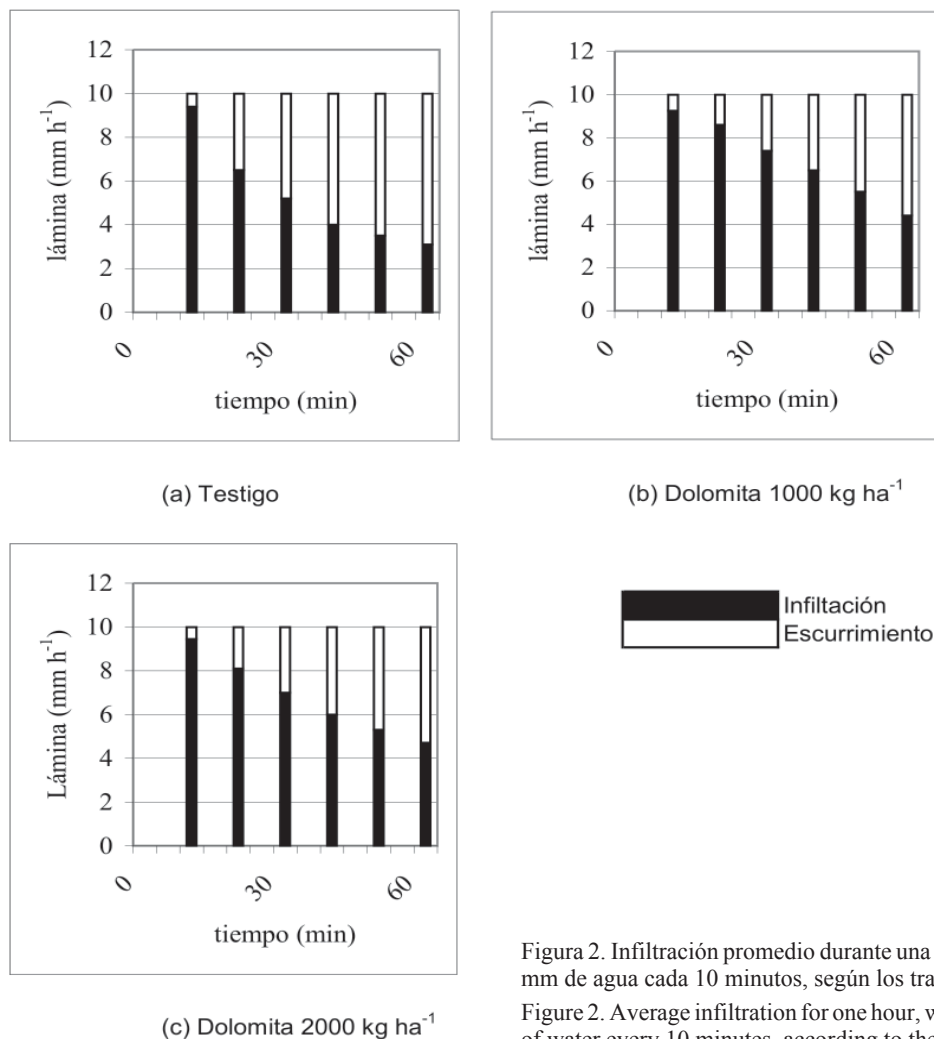 12
10
8
6
4
2
0
lámina (mm h-1)
0
30
60
tiempo (min)
(a) Testigo
12
10
8
6
4
2
0
lámina (mm h-1)
0
30
60
tiempo (min)
(b) Dolomita 1000 kg ha-1
12
10
8
6
4
2
0
Lámina (mm h-1)
0
30
60
tiempo (min)
(c) Dolomita 2000 kg ha-1
Infiltación
Escurrimiento
Figura 2. Infiltración promedio durante una
mm de agua cada 10 minutos, según los tra
Figure 2. Average infiltration for one hour, w
of water every 10 minutes, according to the